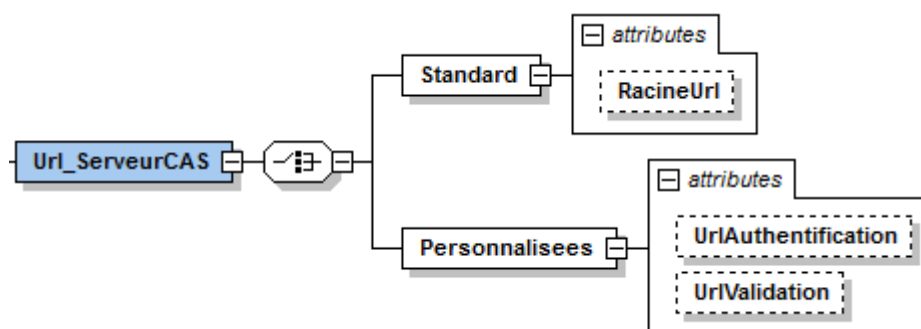 attributes
Standard
RacineUrl
Url_ServeurCAS
attributes
UrlAuthentification
Personnalisees
UrlValidation